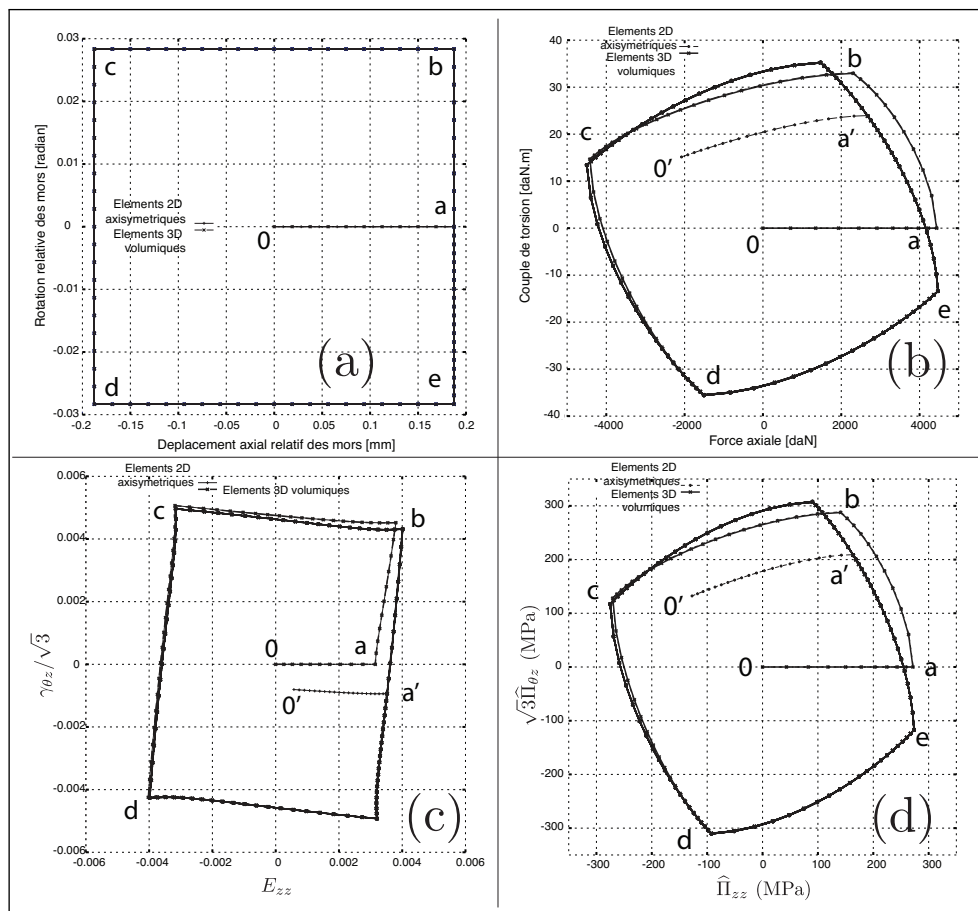 0.03
0.02
0.01
0
-0.01
-0.02
-0.03
-0.2
-0.15
-0.1
-0.05
0
0.05
0.1
0.15
0.2
Rotation relative des mors [radian]
Deplacement axial relatif des mors [mm]
Elements 2D
axisymetriques
Elements 3D
volumiques
c
b
a
0
d
e
(a)
Elements 2D
axisymetriques
Elements 3D
volumiques
40
30
20
10
0
-10
-20
-30
-40
-4000
-2000
0
2000
4000
Couple de torsion [daN.m]
Force axiale [daN]
b
c
a'
0'
0
a
e
d
(b)
Elements 2D
axisymetriques
Elements 3D volumiques
0.006
0.004
0.002
0
-0.002
-0.004
-0.006
-0.006
-0.004
-0.002
0
0.002
0.004
0.006
γθz/√3
Ezz
c
b
0
a
0'
a'
d
(c)
Elements 2D
axisymetriques
Elements 3D
volumiques
300
200
100
0
-100
-200
-300
-300
-200
-100
0
100
200
300
√3Π̂θz (MPa)
Π̂zz (MPa)
b
c
a'
0'
0
a
e
d
(d)